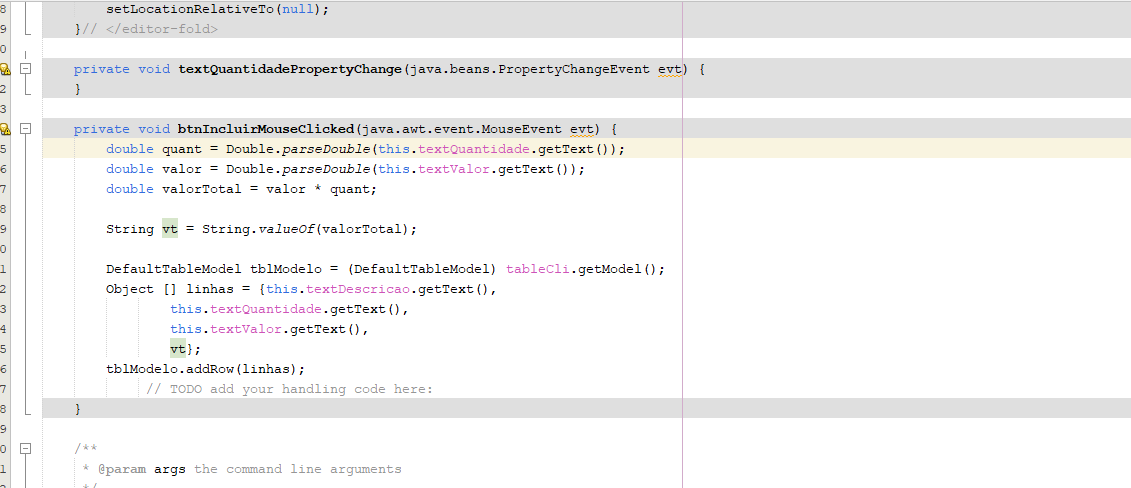 8 setLocationRelativeTo(null);
9 }// </editor-fold>
0
private void textQuantidadePropertyChange(java.beans.PropertyChangeEvent evt) {
2 }
3
private void btnIncluirMouseClicked(java.awt.event.MouseEvent evt) {
5 double quant = Double.parseDouble(this.textQuantidade.getText());
6 double valor = Double.parseDouble(this.textValor.getText());
7 double valorTotal = valor * quant;
8
9 String vt = String.valueOf(valorTotal);
0
1 DefaultTableModel tblModelo = (DefaultTableModel) tableCli.getModel();
2 Object [] linhas = {this.textDescricao.getText(),
3 this.textQuantidade.getText(),
4 this.textValor.getText(),
5 vt};
6 tblModelo.addRow(linhas);
7 // TODO add your handling code here:
8 }
9
0 /**
1 * @param args the command line arguments
*/